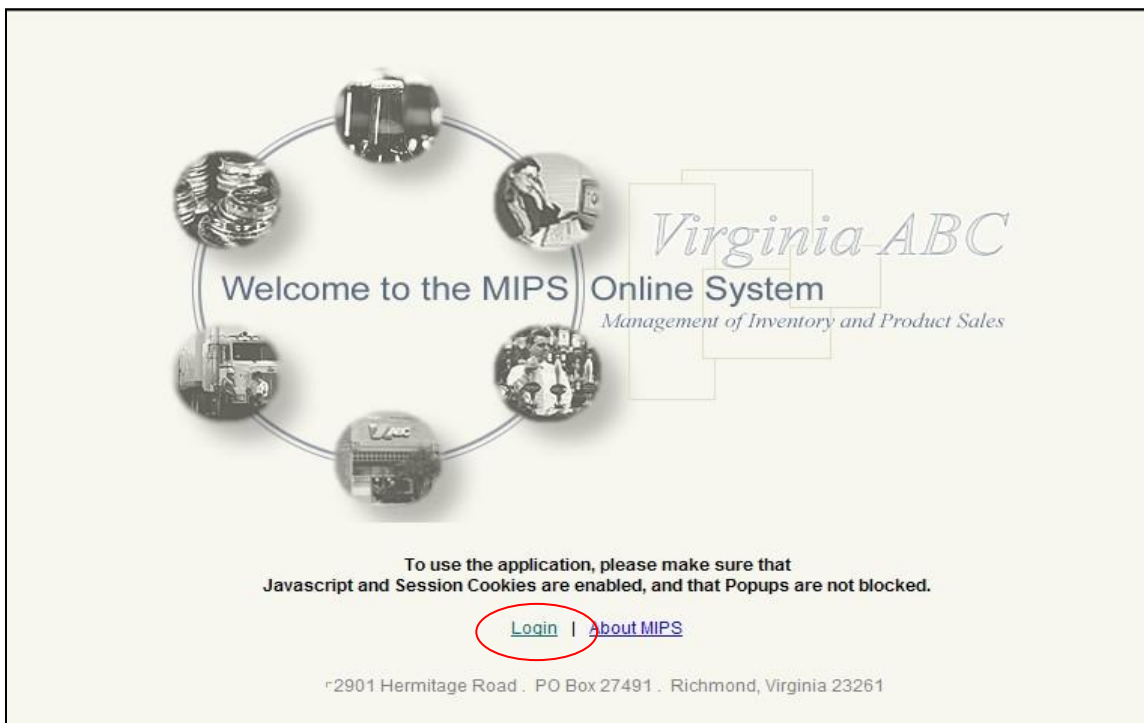 Virginia ABC
Welcome to the MIPS Online System
Management of Inventory and Product Sales
To use the application, please make sure that
Javascript and Session Cookies are enabled, and that Popups are not blocked.
Login | About MIPS
2901 Hermitage Road . PO Box 27491 . Richmond, Virginia 23261